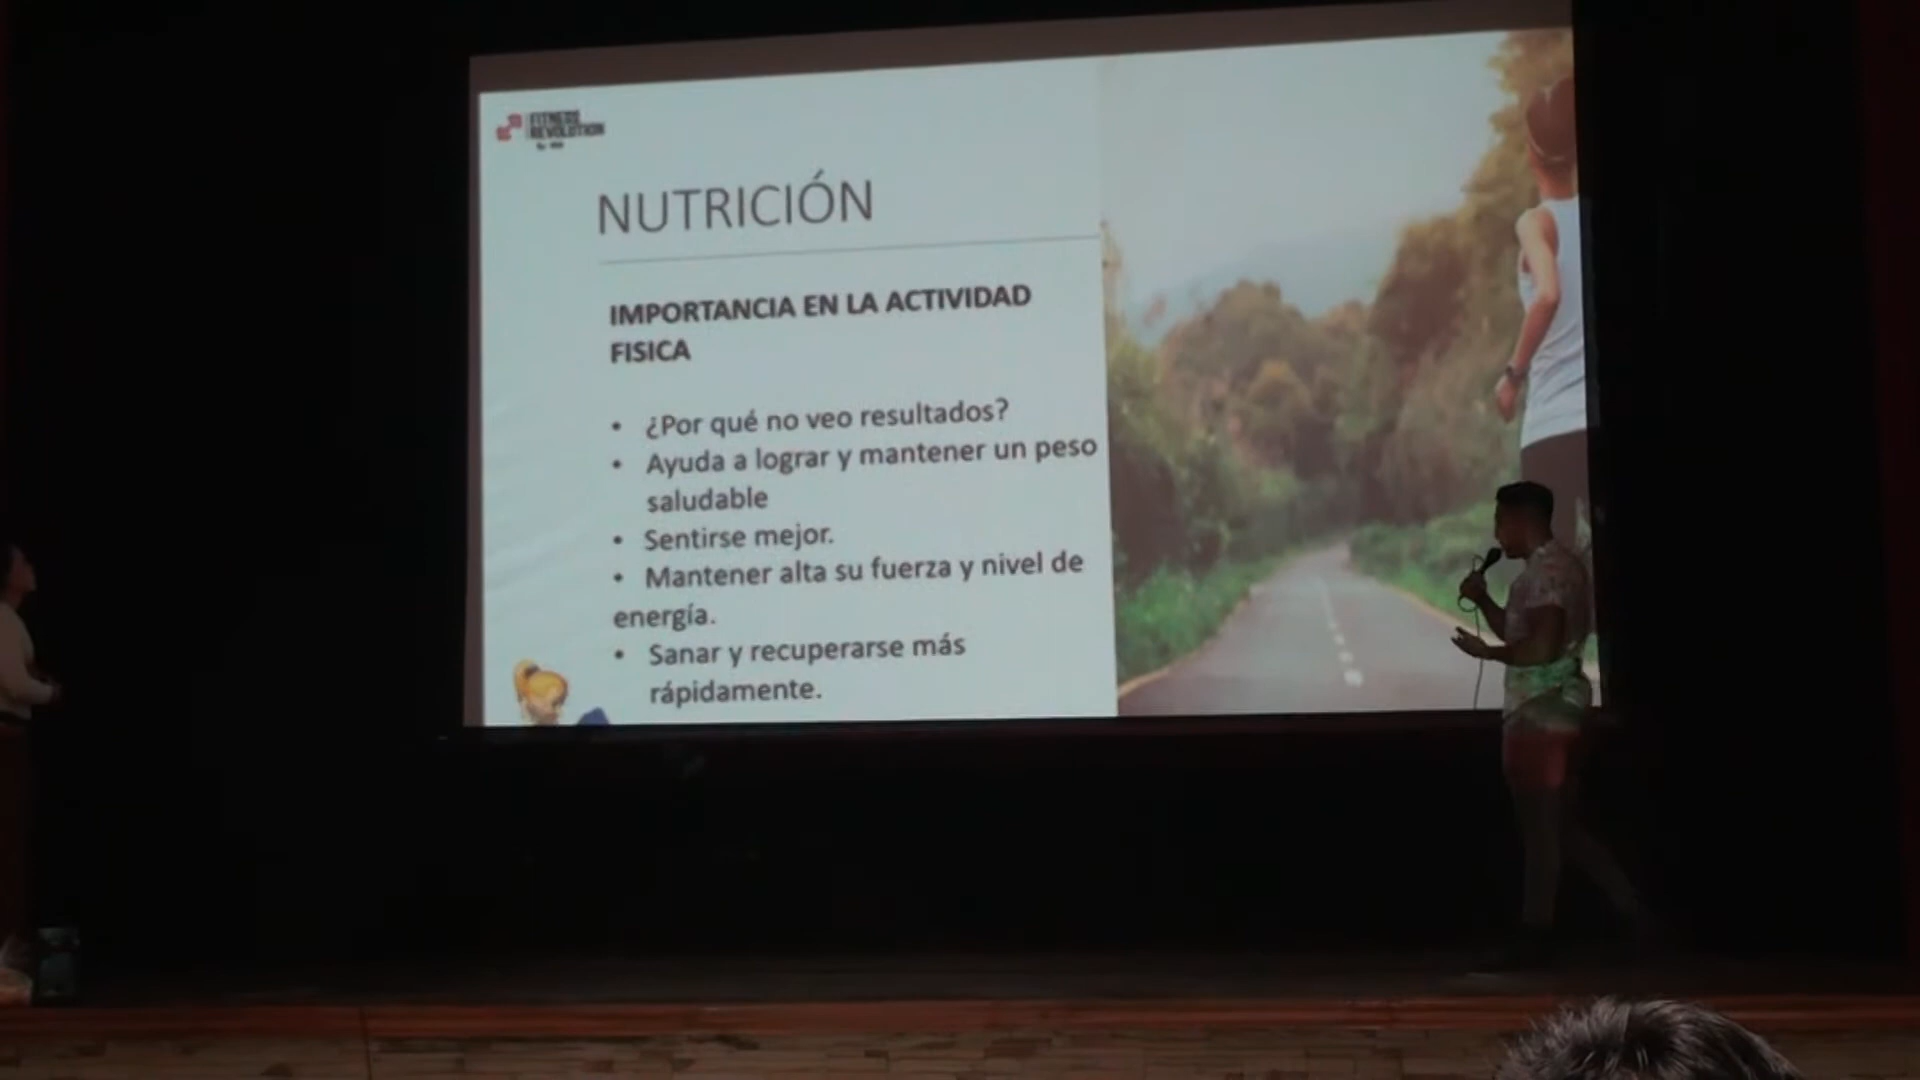 FITNESS
REVOLUTION
NUTRICIÓN
IMPORTANCIA EN LA ACTIVIDAD
FISICA
• ¿Por qué no veo resultados?
• Ayuda a lograr y mantener un peso
saludable
• Sentirse mejor.
• Mantener alta su fuerza y nivel de
energía.
• Sanar y recuperarse más
rápidamente.